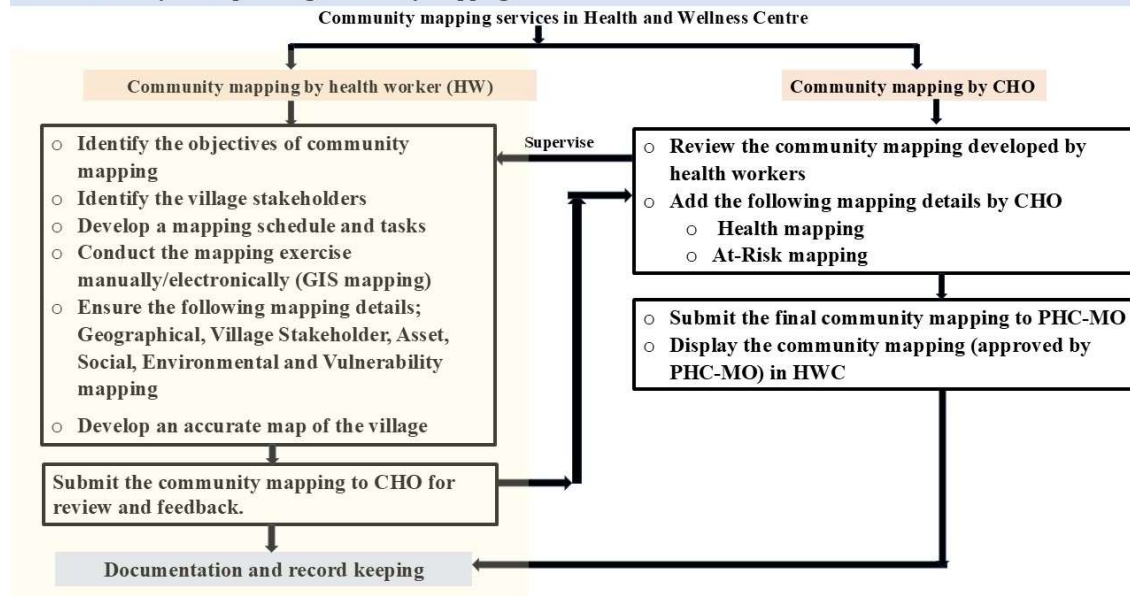 Community mapping services in Health and Wellness Centre
Community mapping by health worker (HW)
○ Identify the objectives of community
mapping
○ Identify the village stakeholders
○ Develop a mapping schedule and tasks
○ Conduct the mapping exercise
manually/electronically (GIS mapping)
○ Ensure the following mapping details;
Geographical, Village Stakeholder, Asset,
Social, Environmental and Vulnerability
mapping
○ Develop an accurate map of the village
Submit the community mapping to CHO for
review and feedback.
Supervise
Community mapping by CHO
○ Review the community mapping developed by
health workers
○ Add the following mapping details by CHO
○ Health mapping
○ At-Risk mapping
○ Submit the final community mapping to PHC-MO
○ Display the community mapping (approved by
PHC-MO) in HWC
Documentation and record keeping